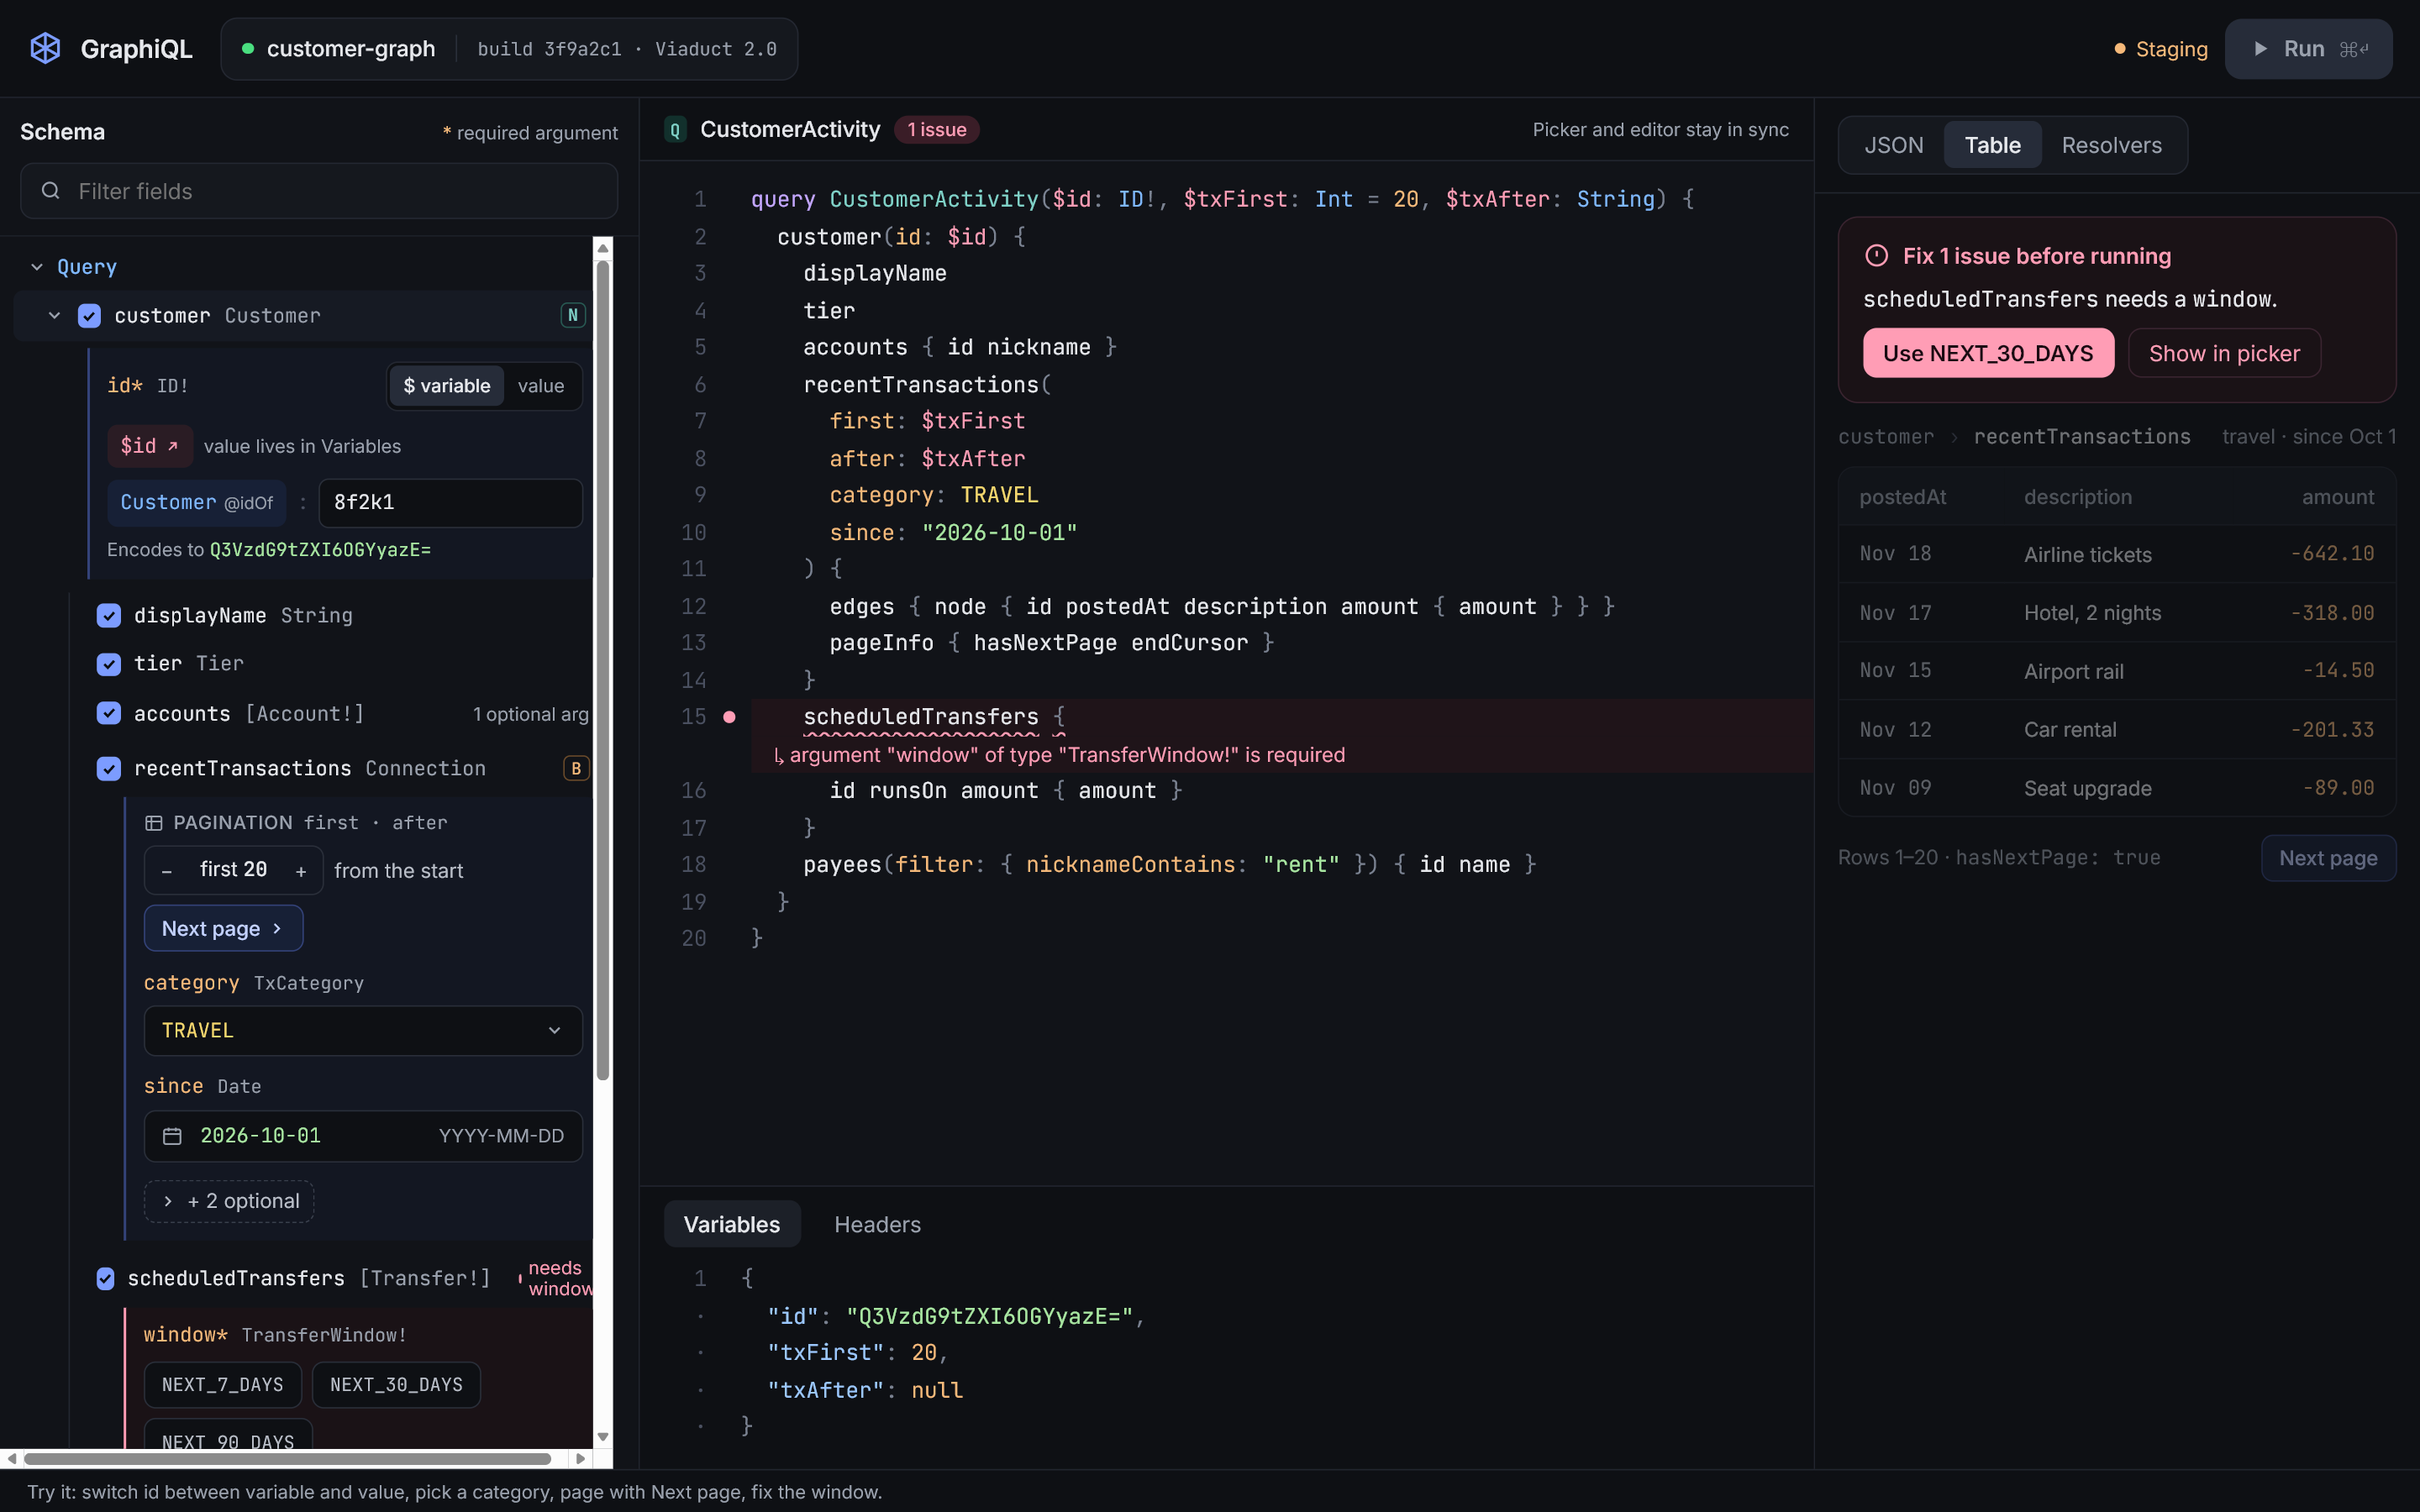 GraphiQL
customer-graph
build 3f9a2c1 · Viaduct 2.0
Staging
Run ⌘↵
Schema
* required argument
Filter fields
Query
customer Customer
N
id* ID!
$ variable
value
$id ↗ value lives in Variables
Customer @idOf : 8f2k1
Encodes to Q3VzdG9tZXI6OGYyazE=
displayName String
tier Tier
accounts [Account!]
1 optional arg
recentTransactions Connection
B
PAGINATION first · after
− first 20 + from the start
Next page ›
category TxCategory
TRAVEL
since Date
2026-10-01
YYYY-MM-DD
› + 2 optional
scheduledTransfers [Transfer!]
needs
window
window* TransferWindow!
NEXT_7_DAYS
NEXT_30_DAYS
NEXT_90_DAYS
Q CustomerActivity
1 issue
Picker and editor stay in sync
1 query CustomerActivity($id: ID!, $txFirst: Int = 20, $txAfter: String) {
2 customer(id: $id) {
3 displayName
4 tier
5 accounts { id nickname }
6 recentTransactions(
7 first: $txFirst
8 after: $txAfter
9 category: TRAVEL
10 since: "2026-10-01"
11 ) {
12 edges { node { id postedAt description amount { amount } } }
13 pageInfo { hasNextPage endCursor }
14 }
15 scheduledTransfers {
↳ argument "window" of type "TransferWindow!" is required
16 id runsOn amount { amount }
17 }
18 payees(filter: { nicknameContains: "rent" }) { id name }
19 }
20 }
Variables
Headers
1 {
· "id": "Q3VzdG9tZXI6OGYyazE=",
· "txFirst": 20,
· "txAfter": null
· }
JSON
Table
Resolvers
Fix 1 issue before running
scheduledTransfers needs a window.
Use NEXT_30_DAYS
Show in picker
customer › recentTransactions travel · since Oct 1
postedAt description amount
Nov 18 Airline tickets -642.10
Nov 17 Hotel, 2 nights -318.00
Nov 15 Airport rail -14.50
Nov 12 Car rental -201.33
Nov 09 Seat upgrade -89.00
Rows 1–20 · hasNextPage: true
Next page
Try it: switch id between variable and value, pick a category, page with Next page, fix the window.